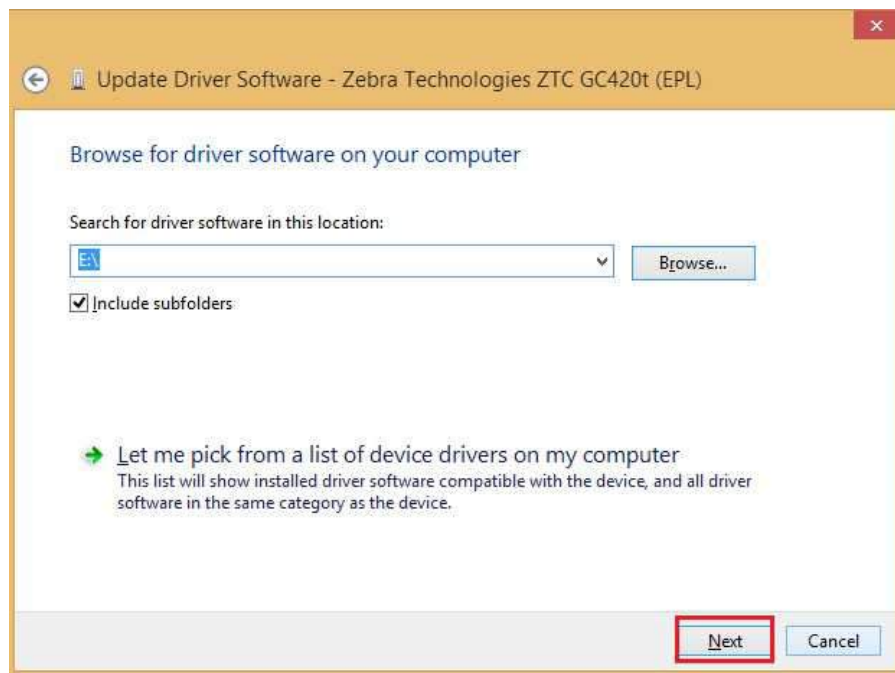 Update Driver Software - Zebra Technologies ZTC GC420t (EPL)
Browse for driver software on your computer
Search for driver software in this location:
E:\
Browse...
Include subfolders
Let me pick from a list of device drivers on my computer
This list will show installed driver software compatible with the device, and all driver
software in the same category as the device.
Next
Cancel